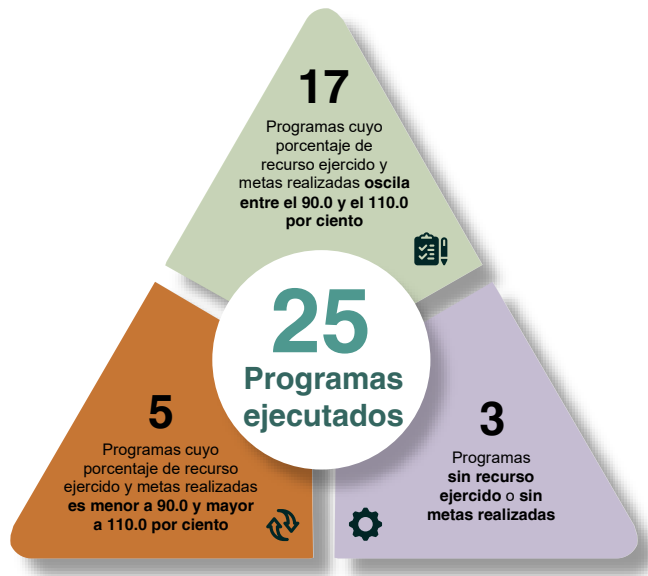 17
Programas cuyo
porcentaje de
recurso ejercido y
metas realizadas oscila
entre el 90.0 y el 110.0
por ciento
25
Programas
ejecutados
5
Programas cuyo
porcentaje de recurso
ejercido y metas realizadas
es menor a 90.0 y mayor
a 110.0 por ciento
3
Programas
sin recurso
ejercido o sin
metas realizadas